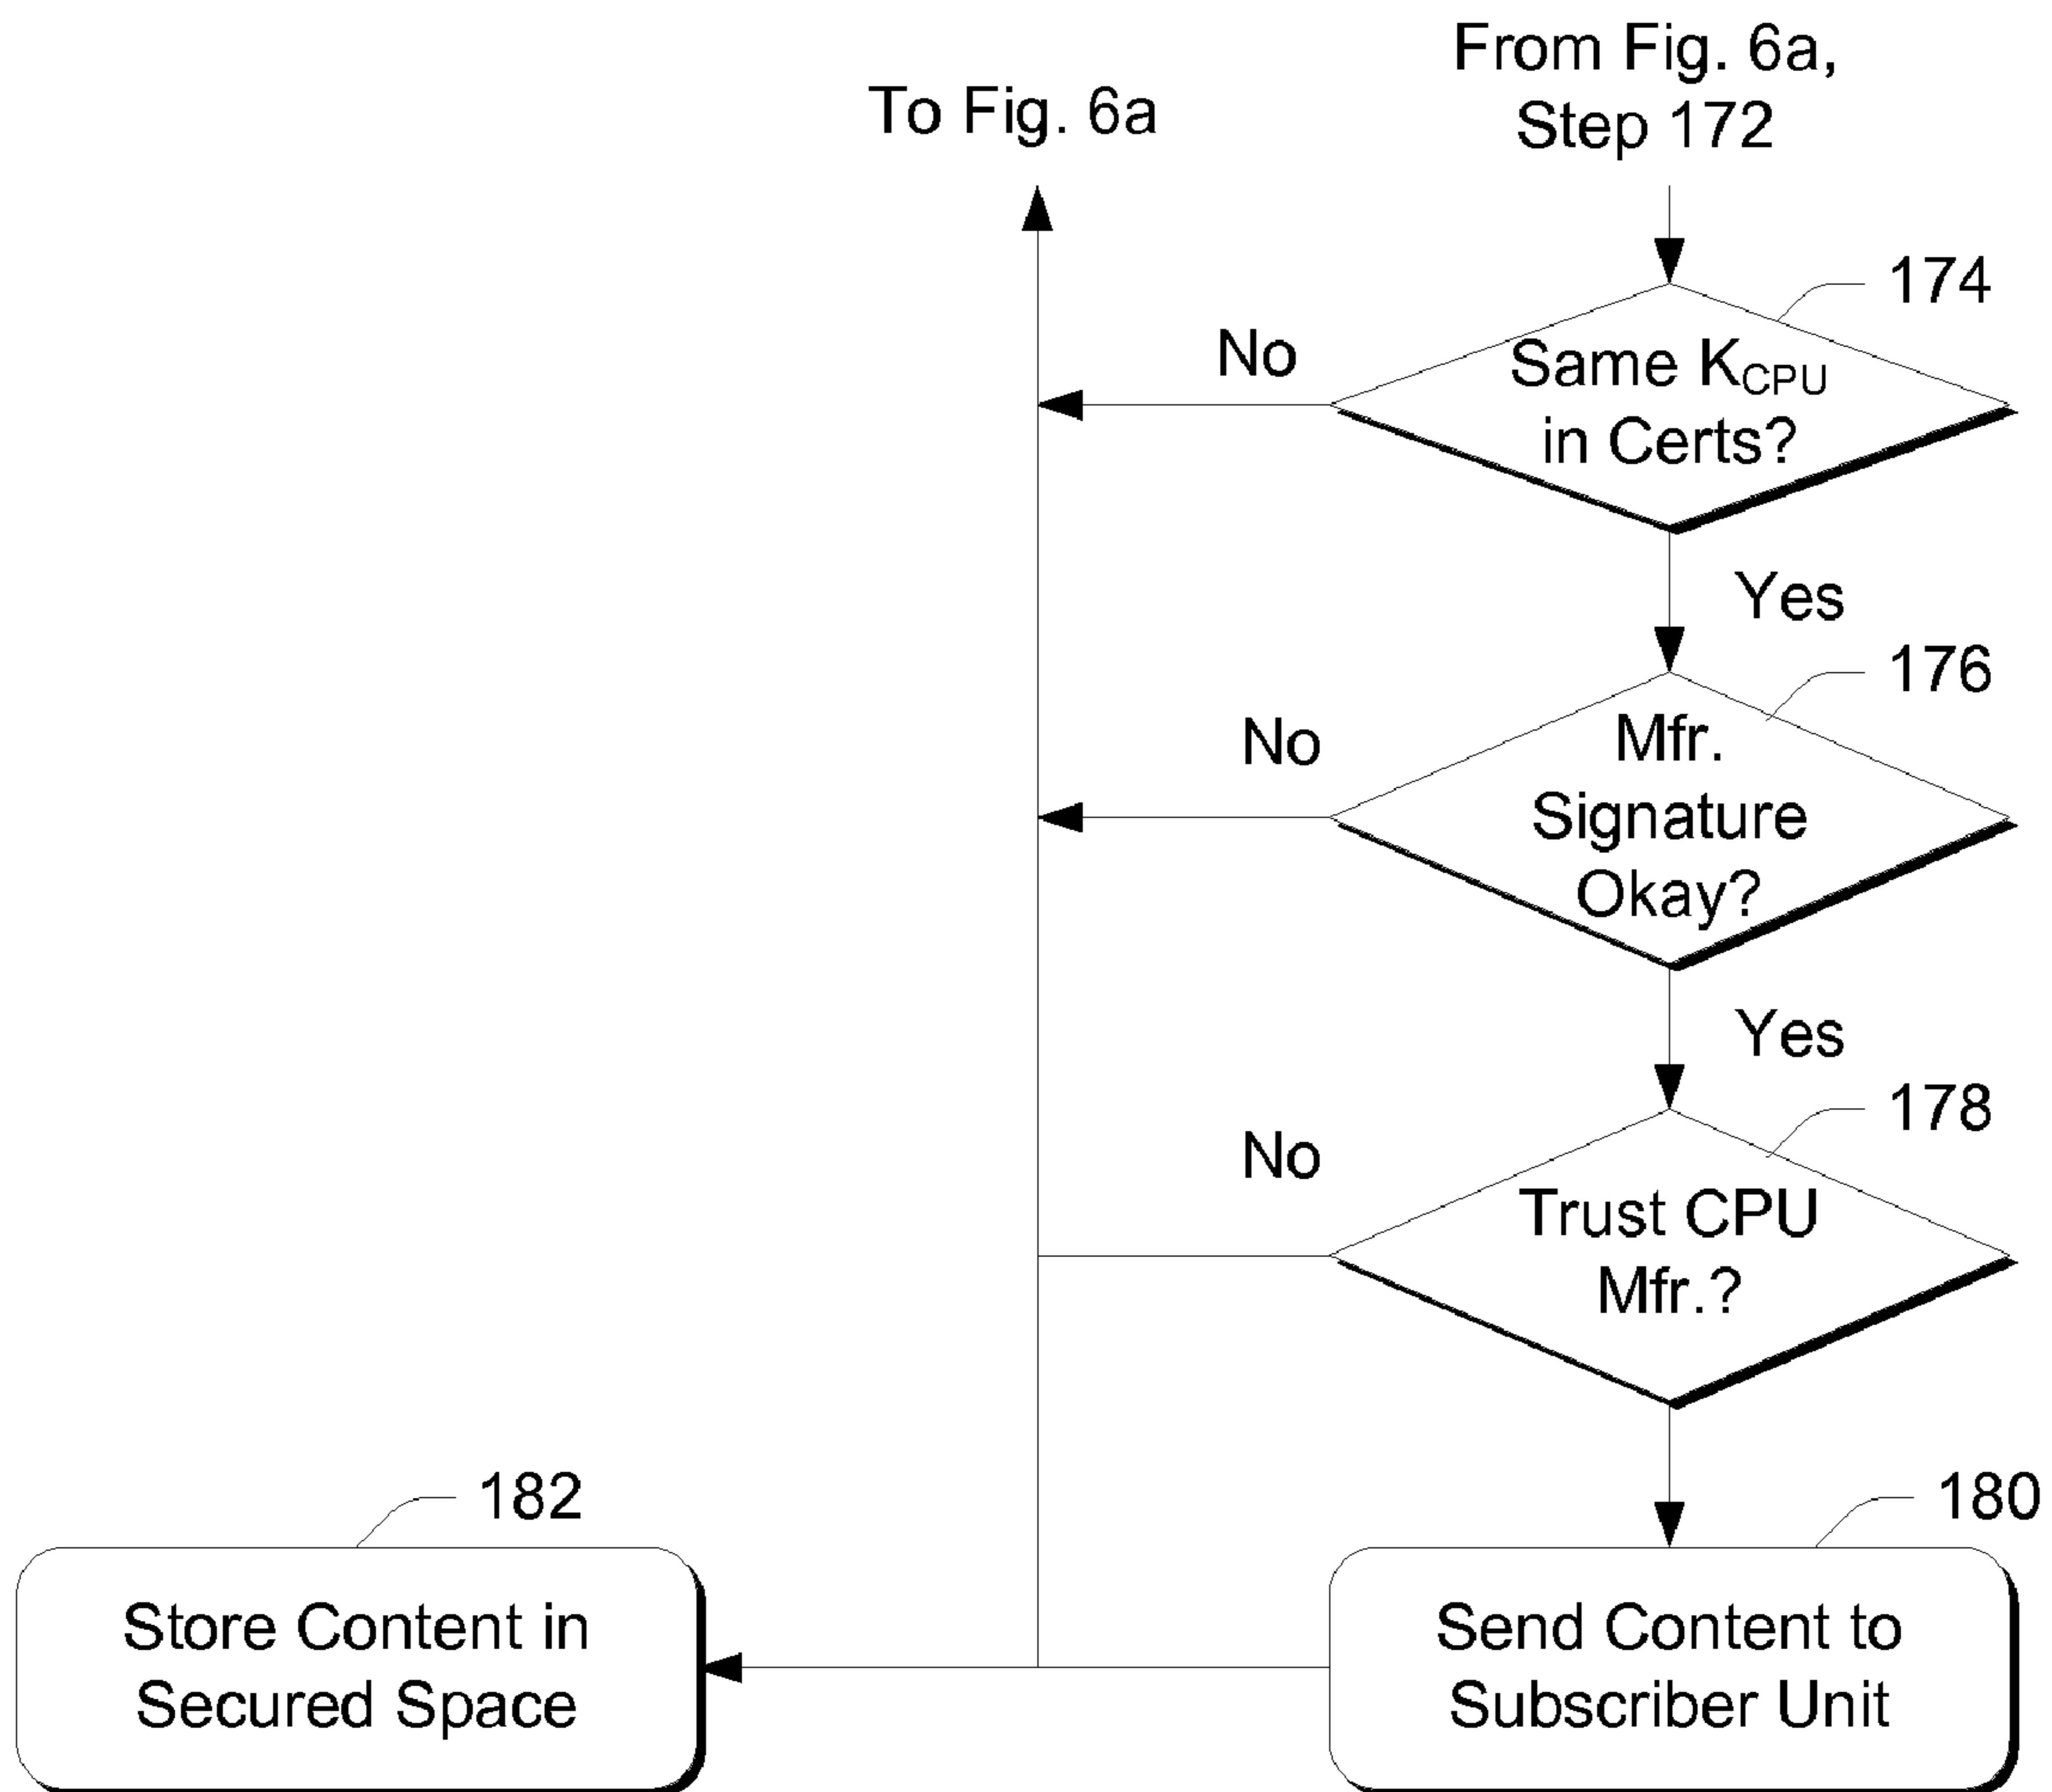 From Fig. 6a,
Step 172
To Fig. 6a
174
No
Same K_CPU
in Certs?
Yes
176
No
Mfr.
Signature
Okay?
Yes
178
No
Trust CPU
Mfr.?
182
180
Store Content in
Secured Space
Send Content to
Subscriber Unit